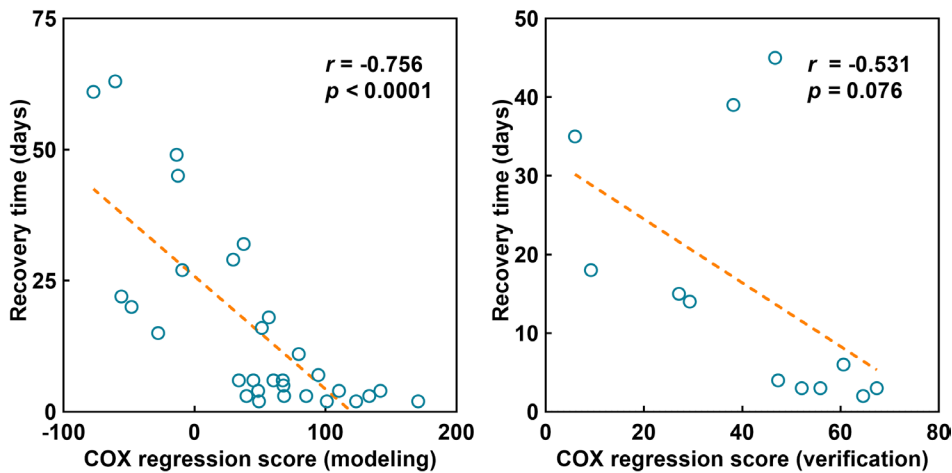 75
50
25
0
-100
0
100
200
Recovery time (days)
COX regression score (modeling)
r = -0.756
p < 0.0001
50
40
30
20
10
0
0
20
40
60
80
Recovery time (days)
COX regression score (verification)
r = -0.531
p = 0.076